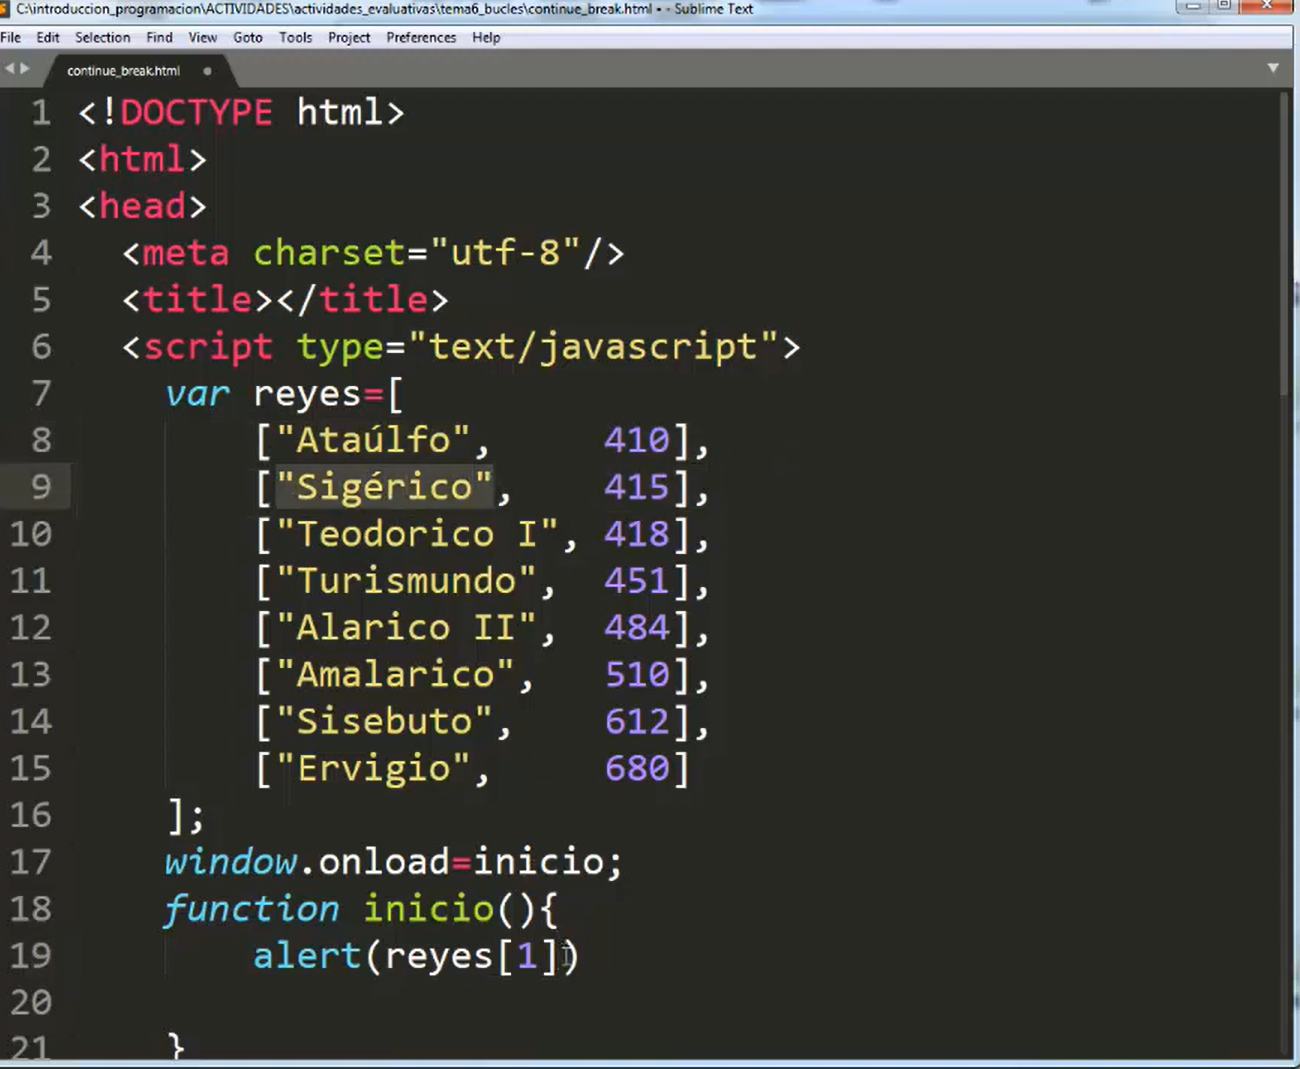 C:\introduccion_programacion\ACTIVIDADES\actividades_evaluativas\tema6_bucles\continue_break.html • - Sublime Text
File Edit Selection Find View Goto Tools Project Preferences Help
continue_break.html
1 <!DOCTYPE html>
2 <html>
3 <head>
4 <meta charset="utf-8"/>
5 <title></title>
6 <script type="text/javascript">
7 var reyes=[
8 ["Ataúlfo", 410],
9 ["Sigérico", 415],
10 ["Teodorico I", 418],
11 ["Turismundo", 451],
12 ["Alarico II", 484],
13 ["Amalarico", 510],
14 ["Sisebuto", 612],
15 ["Ervigio", 680]
16 ];
17 window.onload=inicio;
18 function inicio(){
19 alert(reyes[1])
20
21 }